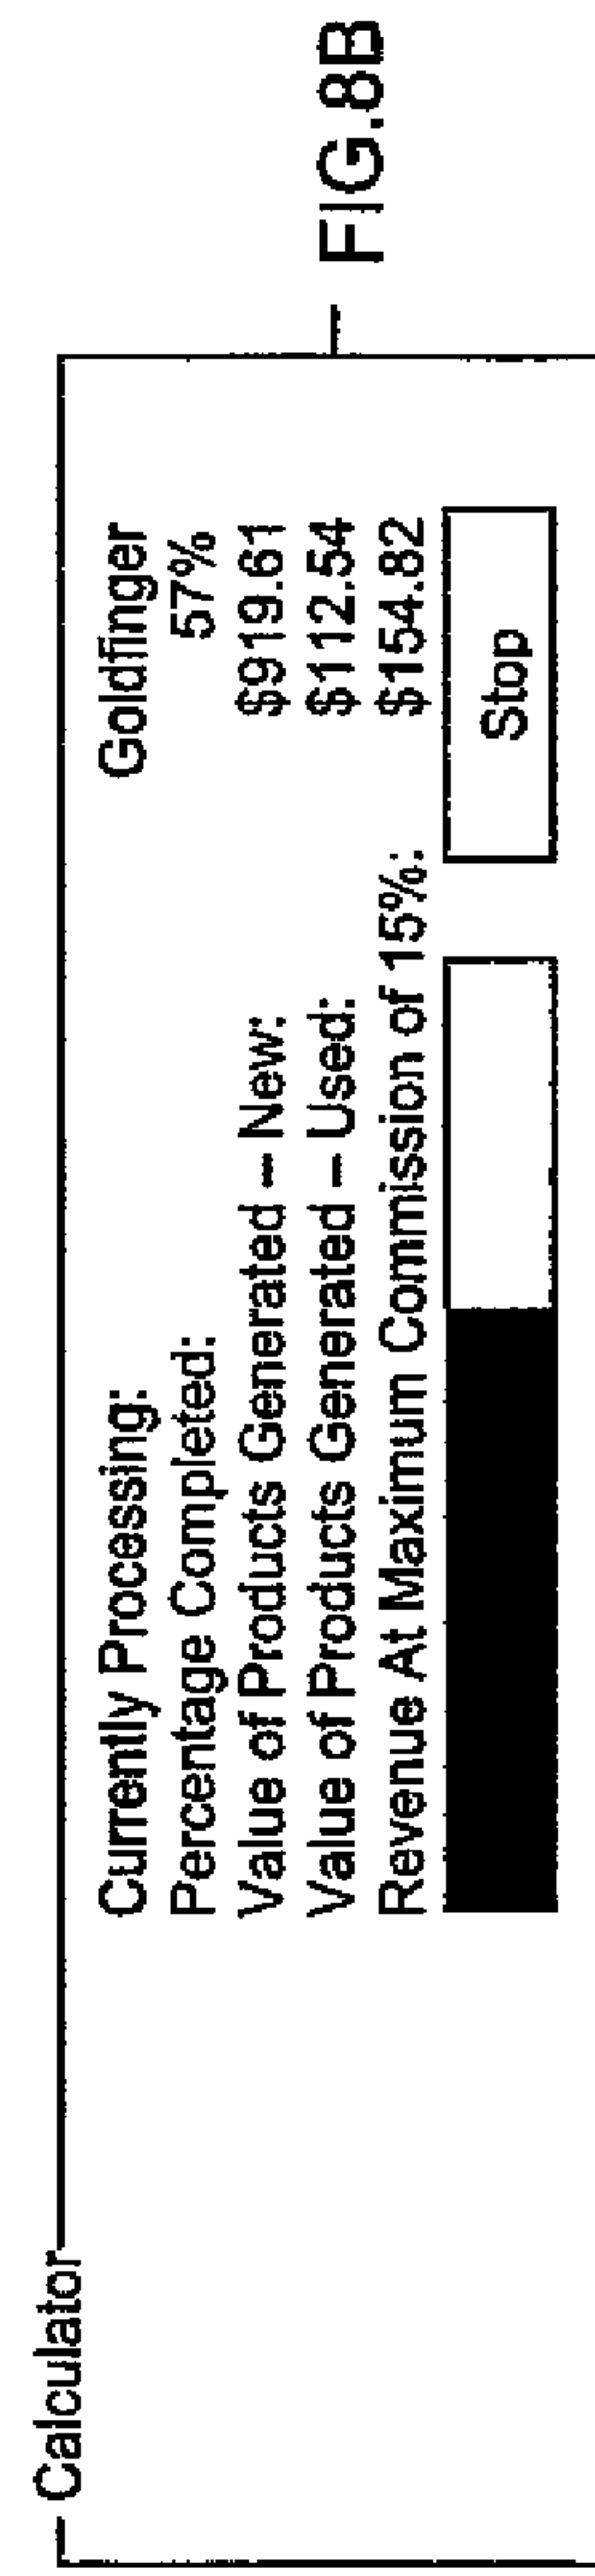 Calculator
Currently Processing: Goldfinger
Percentage Completed: 57%
Value of Products Generated – New: $919.61
Value of Products Generated – Used: $112.54
Revenue At Maximum Commission of 15%: $154.82
Stop
FIG.8B